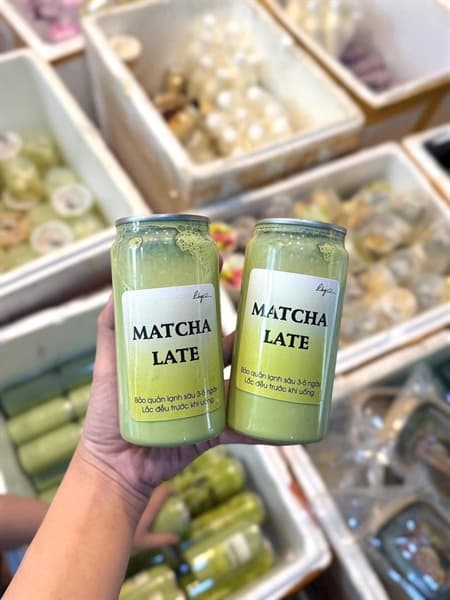 MATCHA
LATE
Bảo quản lạnh sâu 3-5 ngày
Lắc đều trước khi uống
MATCHA
LATE
Bảo quản lạnh sâu 3-5 ngày
Lắc đều trước khi uống